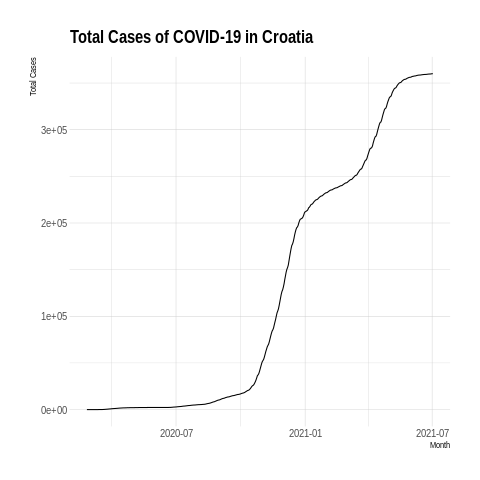 Total Cases of COVID-19 in Croatia
Total Cases
3e+05
2e+05
1e+05
0e+00
2020-07 2021-01 2021-07
Month